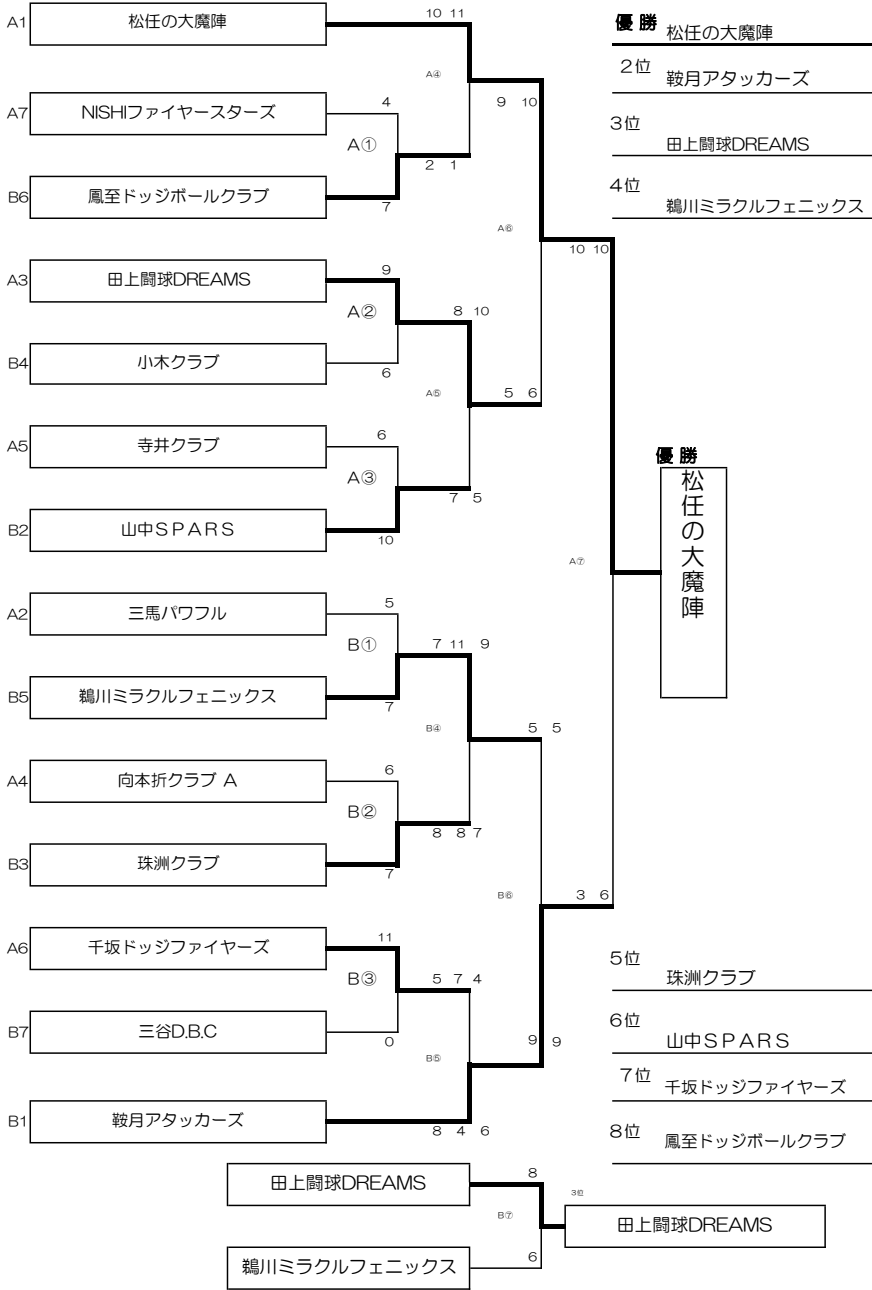 A1 松任の大魔陣
10 11
A④
A7 NISHIファイヤースターズ
4
A①
2 1
9 10
B6 鳳至ドッジボールクラブ
7
A⑥
10 10
A3 田上闘球DREAMS
9
A②
8 10
B4 小木クラブ
6
A⑤
5 6
A5 寺井クラブ
6
A③
7 5
B2 山中SPARS
10
A⑦
A2 三馬パワフル
5
B①
7 11 9
B5 鵜川ミラクルフェニックス
7
B④
5 5
A4 向本折クラブ A
6
B②
8 8 7
B3 珠洲クラブ
7
B⑥
3 6
A6 千坂ドッジファイヤーズ
11
B③
5 7 4
B7 三谷D.B.C
0
B⑤
9 9
B1 鞍月アタッカーズ
8 4 6
優勝 松任の大魔陣
2位 鞍月アタッカーズ
3位 田上闘球DREAMS
4位 鵜川ミラクルフェニックス
優勝
松任の大魔陣
5位 珠洲クラブ
6位 山中SPARS
7位 千坂ドッジファイヤーズ
8位 鳳至ドッジボールクラブ
田上闘球DREAMS
8
B⑦
3位
田上闘球DREAMS
鵜川ミラクルフェニックス
6